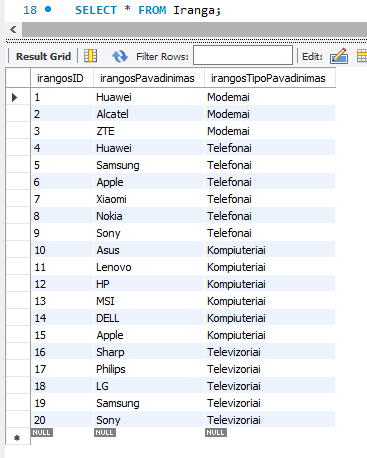 18 SELECT * FROM Iranga;
Result Grid Filter Rows: Edit:
irangosID irangosPavadinimas irangosTipoPavadinimas
1 Huawei Modemai
2 Alcatel Modemai
3 ZTE Modemai
4 Huawei Telefonai
5 Samsung Telefonai
6 Apple Telefonai
7 Xiaomi Telefonai
8 Nokia Telefonai
9 Sony Telefonai
10 Asus Kompiuteriai
11 Lenovo Kompiuteriai
12 HP Kompiuteriai
13 MSI Kompiuteriai
14 DELL Kompiuteriai
15 Apple Kompiuteriai
16 Sharp Televizoriai
17 Philips Televizoriai
18 LG Televizoriai
19 Samsung Televizoriai
20 Sony Televizoriai
NULL NULL NULL